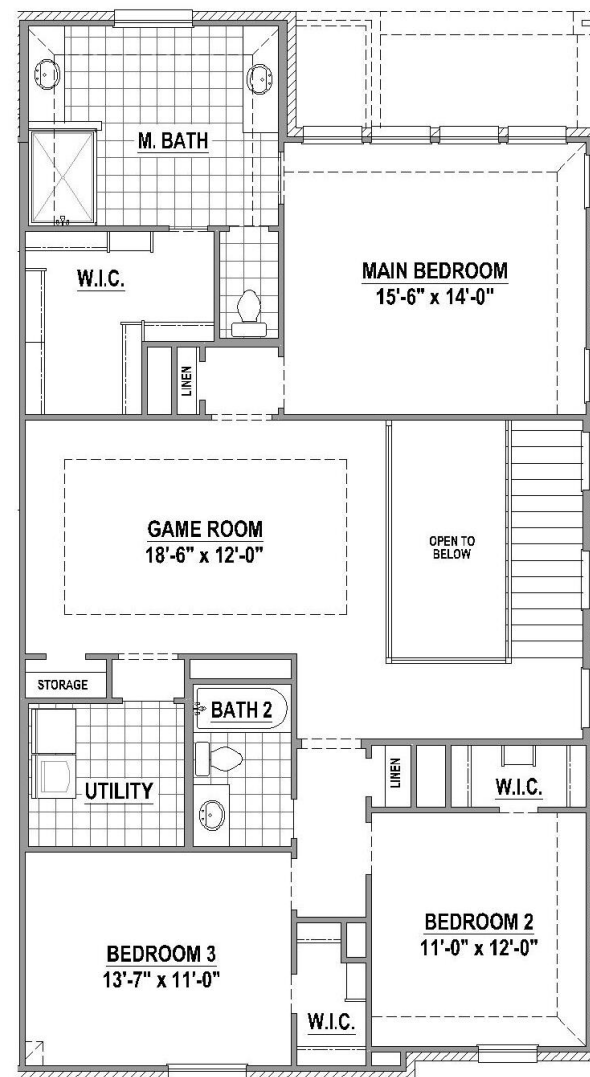 M. BATH
W.I.C.
MAIN BEDROOM
15'-6" x 14'-0"
LINEN
GAME ROOM
18'-6" x 12'-0"
OPEN TO
BELOW
STORAGE
BATH 2
UTILITY
LINEN
W.I.C.
BEDROOM 2
11'-0" x 12'-0"
BEDROOM 3
13'-7" x 11'-0"
W.I.C.